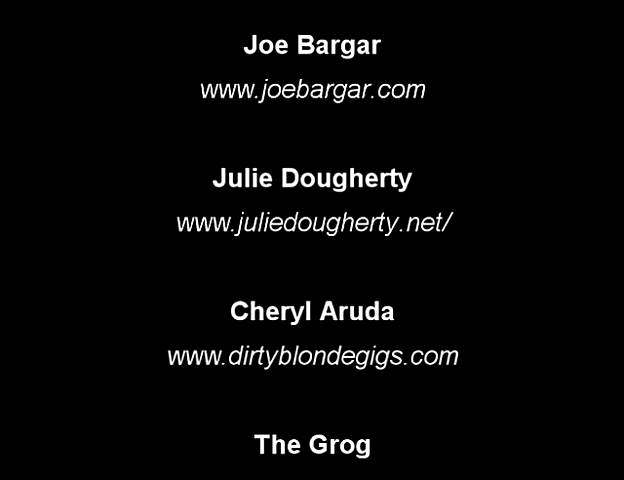 Joe Bargar
www.joebargar.com
Julie Dougherty
www.juliedougherty.net/
Cheryl Aruda
www.dirtyblondegigs.com
The Grog